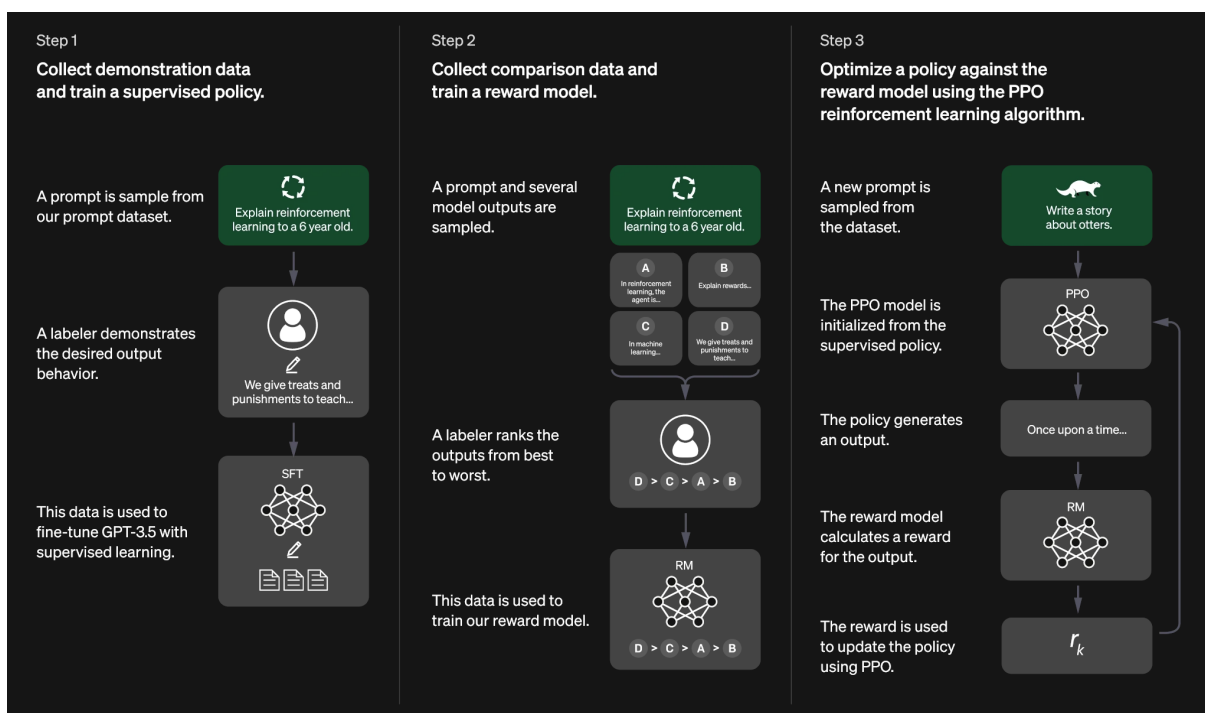 Step 1
Collect demonstration data
and train a supervised policy.
A prompt is sample from
our prompt dataset.
Explain reinforcement
learning to a 6 year old.
A labeler demonstrates
the desired output
behavior.
We give treats and
punishments to teach...
This data is used to
fine-tune GPT-3.5 with
supervised learning.
SFT
Step 2
Collect comparison data and
train a reward model.
A prompt and several
model outputs are
sampled.
Explain reinforcement
learning to a 6 year old.
A
In reinforcement
learning, the
agent is...
B
Explain rewards...
C
In machine
learning...
D
We give treats and
punishments to
teach...
A labeler ranks the
outputs from best
to worst.
D > C > A > B
This data is used to
train our reward model.
RM
D > C > A > B
Step 3
Optimize a policy against the
reward model using the PPO
reinforcement learning algorithm.
A new prompt is
sampled from
the dataset.
Write a story
about otters.
The PPO model is
initialized from the
supervised policy.
PPO
The policy generates
an output.
Once upon a time...
The reward model
calculates a reward
for the output.
RM
The reward is used
to update the policy
using PPO.
rk